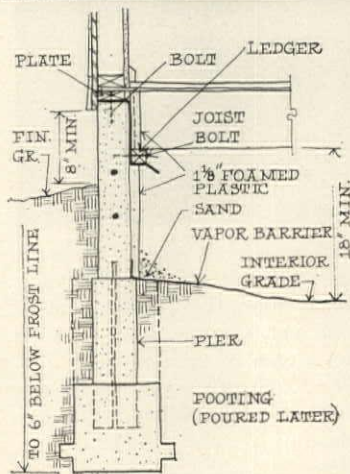 PLATE
BOLT
LEDGER
FIN.
GR.
8" MIN.
JOIST
BOLT
1⅛" FOAMED
PLASTIC
SAND
VAPOR BARRIER
INTERIOR
GRADE
18" MIN.
TO 6" BELOW FROST LINE
PIER
FOOTING
(POURED LATER)